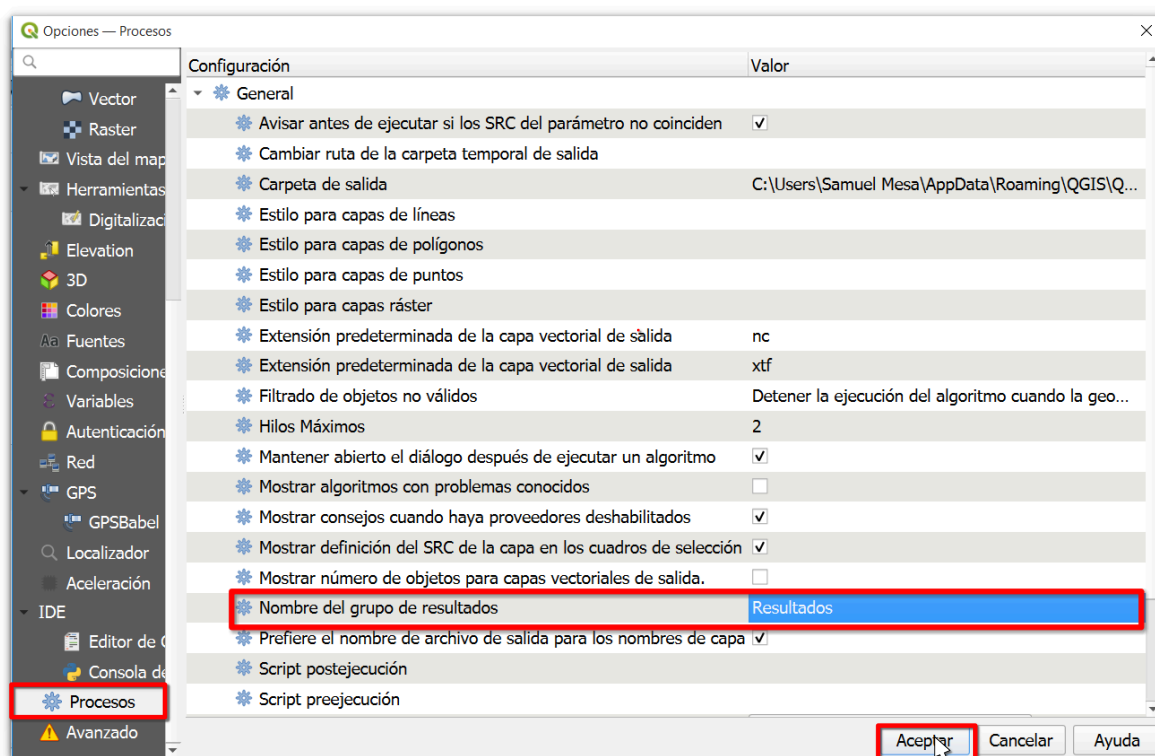 Opciones — Procesos
Configuración Valor
Vector
Raster
Vista del map
Herramientas
Digitalizaci
Elevation
3D
Colores
Fuentes
Composicione
Variables
Autenticación
Red
GPS
GPSBabel
Localizador
Aceleración
IDE
Editor de C
Consola de
Procesos
Avanzado
General
Avisar antes de ejecutar si los SRC del parámetro no coinciden
Cambiar ruta de la carpeta temporal de salida
Carpeta de salida C:\Users\Samuel Mesa\AppData\Roaming\QGIS\Q...
Estilo para capas de líneas
Estilo para capas de polígonos
Estilo para capas de puntos
Estilo para capas ráster
Extensión predeterminada de la capa vectorial de salida nc
Extensión predeterminada de la capa vectorial de salida xtf
Filtrado de objetos no válidos Detener la ejecución del algoritmo cuando la geo...
Hilos Máximos 2
Mantener abierto el diálogo después de ejecutar un algoritmo
Mostrar algoritmos con problemas conocidos
Mostrar consejos cuando haya proveedores deshabilitados
Mostrar definición del SRC de la capa en los cuadros de selección
Mostrar número de objetos para capas vectoriales de salida.
Nombre del grupo de resultados Resultados
Prefiere el nombre de archivo de salida para los nombres de capa
Script postejecución
Script preejecución
Aceptar Cancelar Ayuda